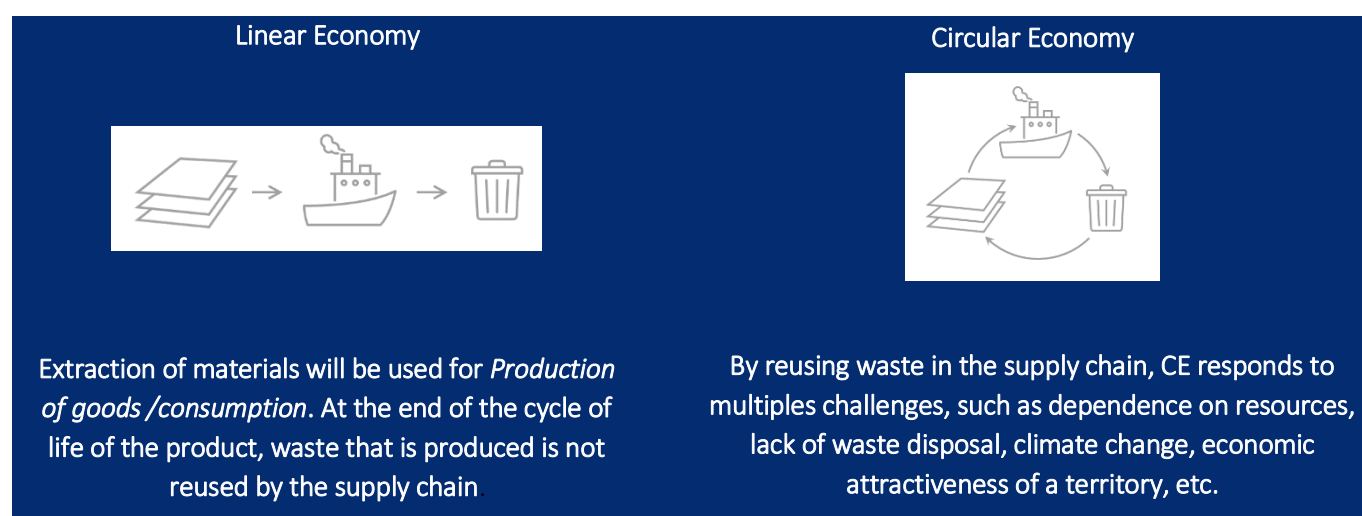 Linear Economy
Extraction of materials will be used for Production
of goods /consumption. At the end of the cycle of
life of the product, waste that is produced is not
reused by the supply chain.
Circular Economy
By reusing waste in the supply chain, CE responds to
multiples challenges, such as dependence on resources,
lack of waste disposal, climate change, economic
attractiveness of a territory, etc.